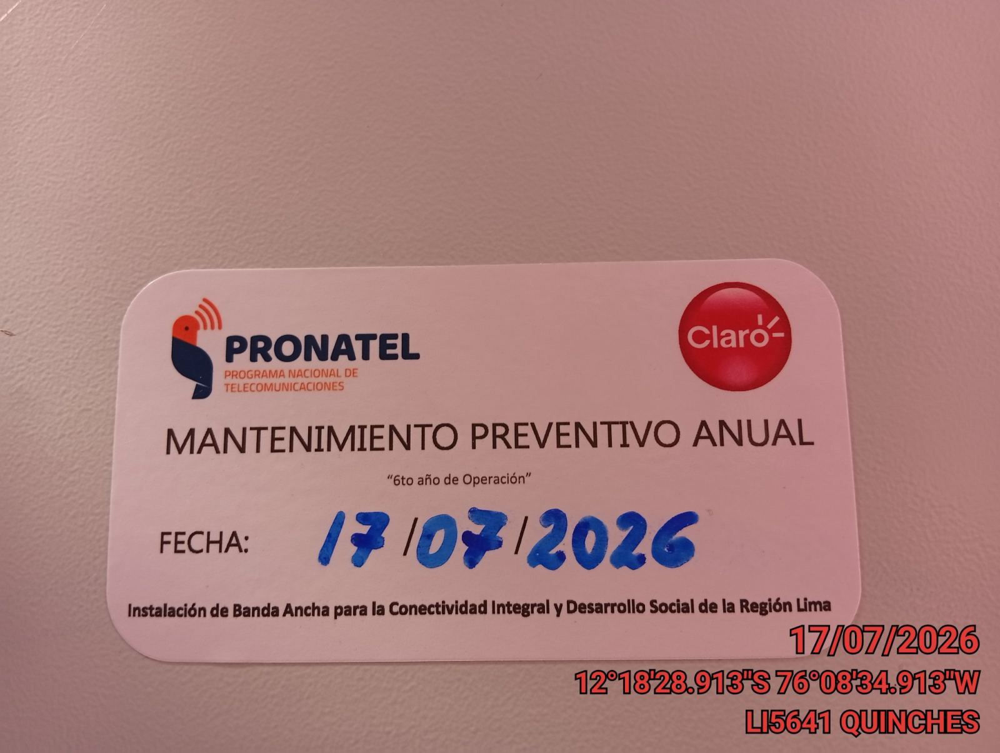 PRONATEL
PROGRAMA NACIONAL DE
TELECOMUNICACIONES
Claro
MANTENIMIENTO PREVENTIVO ANUAL
“6to año de Operación”
FECHA: 17/07/2026
Instalación de Banda Ancha para la Conectividad Integral y Desarrollo Social de la Región Lima
17/07/2026
12°18'28.913"S 76°08'34.913"W
LI5641 QUINCHES